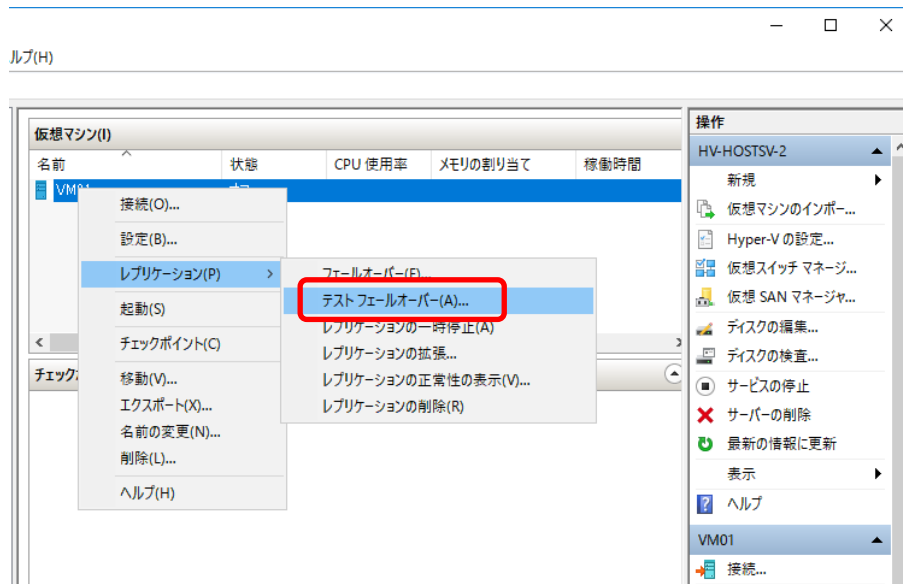 ルプ(H)
仮想マシン(I)
名前
状態
CPU 使用率
メモリの割り当て
稼働時間
VM01
オフ
接続(O)...
設定(B)...
レプリケーション(P)
起動(S)
チェックポイント(C)
移動(V)...
エクスポート(X)...
名前の変更(N)...
削除(L)...
ヘルプ(H)
フェールオーバー(F)...
テスト フェールオーバー(A)...
レプリケーションの一時停止(A)
レプリケーションの拡張...
レプリケーションの正常性の表示(V)...
レプリケーションの削除(R)
チェック
操作
HV-HOSTSV-2
新規
仮想マシンのインポー...
Hyper-V の設定...
仮想スイッチ マネージ...
仮想 SAN マネージャ...
ディスクの編集...
ディスクの検査...
サービスの停止
サーバーの削除
最新の情報に更新
表示
ヘルプ
VM01
接続...